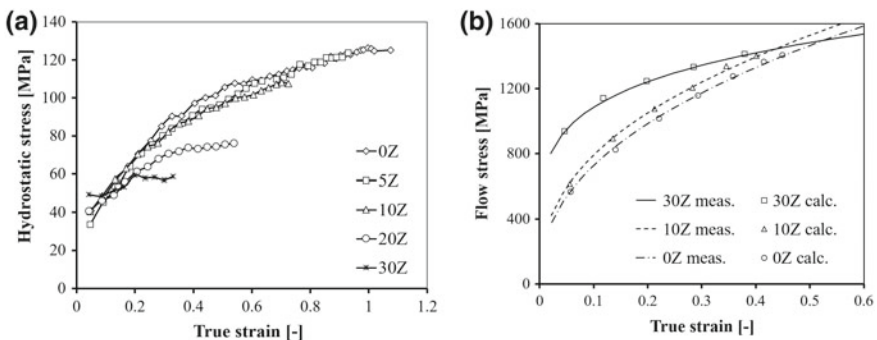 (a)
Hydrostatic stress [MPa]
140
120
100
80
60
40
20
0
0Z
5Z
10Z
20Z
30Z
0 0.2 0.4 0.6 0.8 1 1.2
True strain [-]
(b)
Flow stress [MPa]
1600
1200
800
400
0
30Z meas. 30Z calc.
10Z meas. 10Z calc.
0Z meas. 0Z calc.
0 0.1 0.2 0.3 0.4 0.5 0.6
True strain [-]